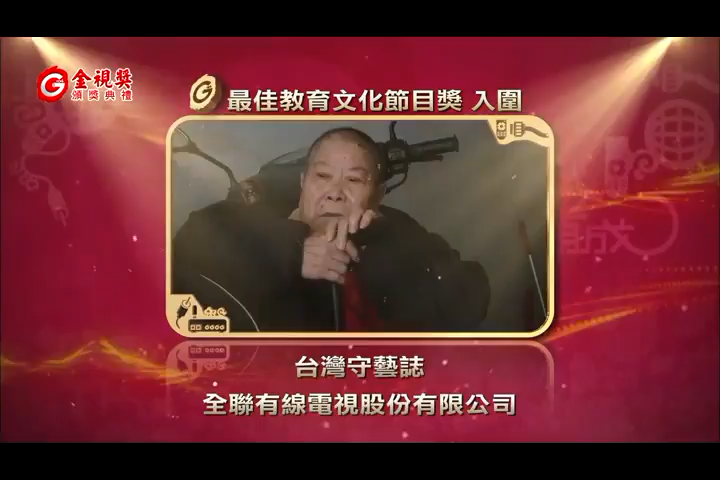 金視獎
頒獎典禮
最佳教育文化節目獎 入圍
台灣守藝誌
全聯有線電視股份有限公司